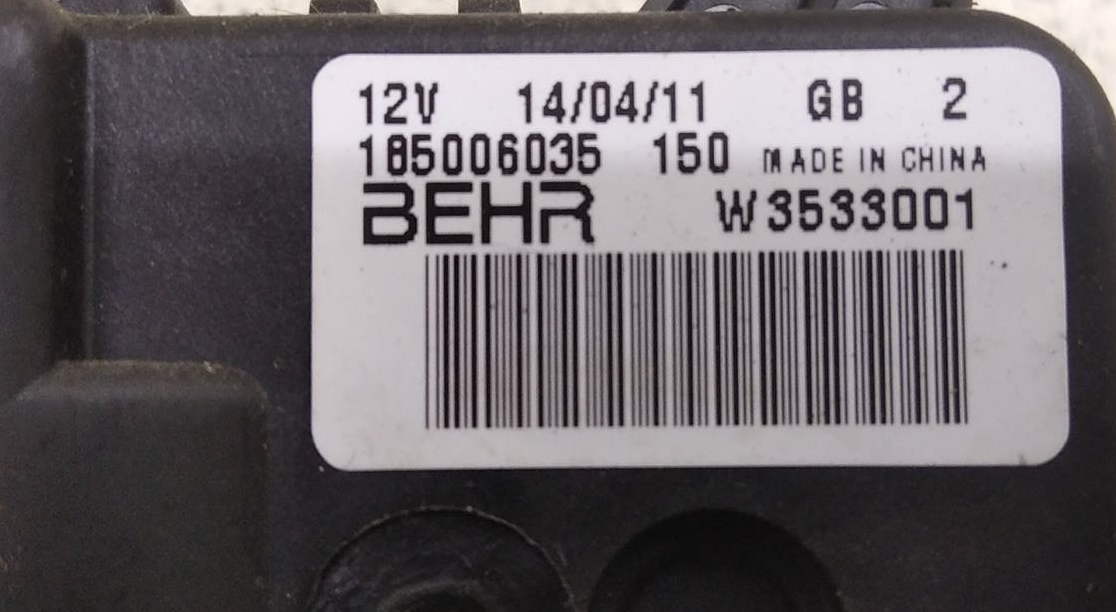 12V 14/04/11 GB 2
185006035 150 MADE IN CHINA
BEHR W3533001